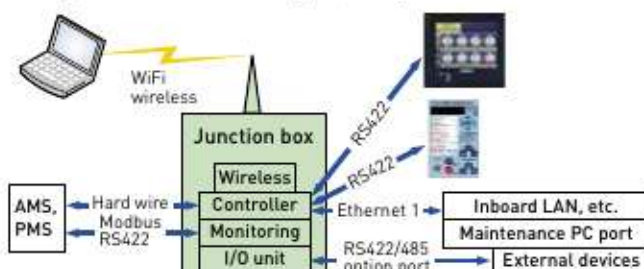 WiFi
wireless
Junction box
RS422
RS422
Wireless
AMS,
PMS
Hard wire
Modbus
RS422
Controller
Monitoring
I/O unit
Ethernet 1
RS422/485
option port
Inboard LAN, etc.
Maintenance PC port
External devices